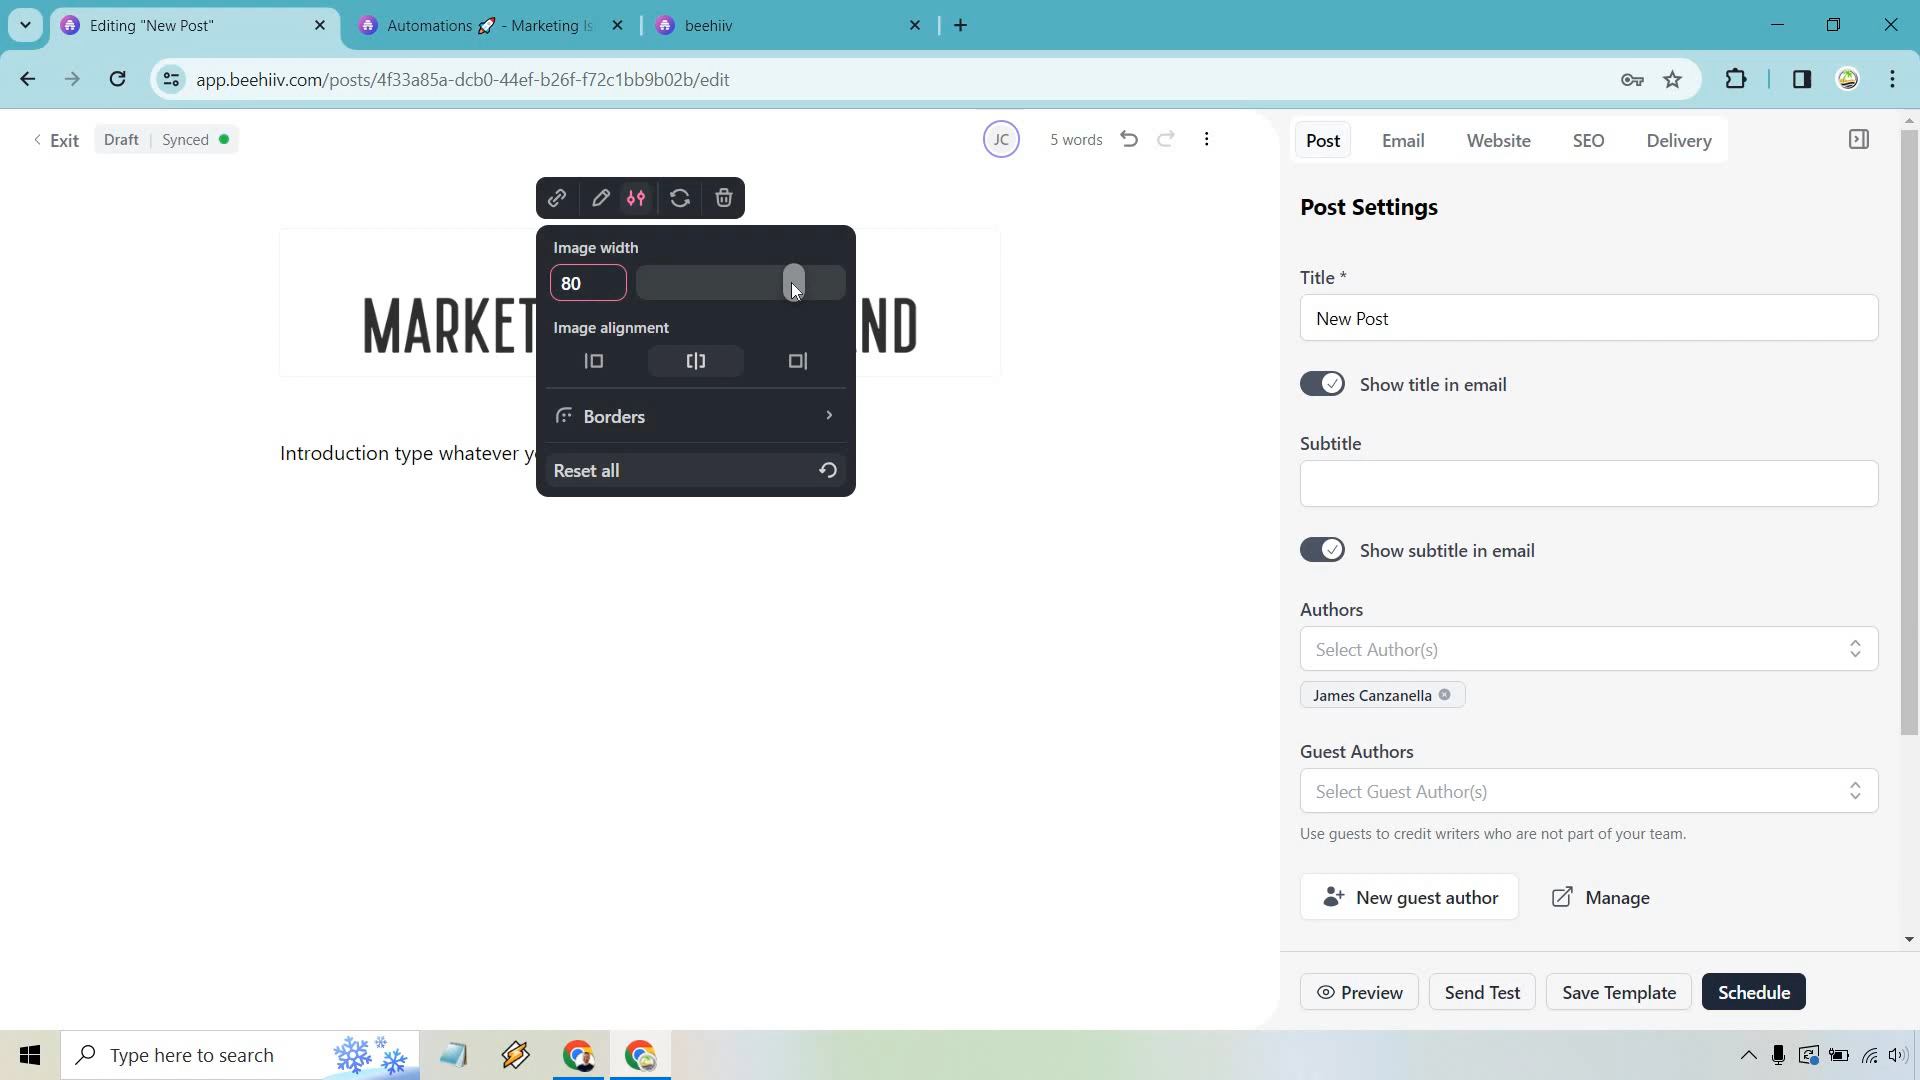 Editing "New Post"
Automations 🚀 - Marketing Is
beehiiv
app.beehiiv.com/posts/4f33a85a-dcb0-44ef-b26f-f72c1bb9b02b/edit
Exit
Draft | Synced
JC
5 words
Post
Email
Website
SEO
Delivery
Post Settings
Image width
80
Image alignment
Borders
Reset all
MARKET
ND
Introduction type whatever y
Title *
New Post
Show title in email
Subtitle
Show subtitle in email
Authors
Select Author(s)
James Canzanella
Guest Authors
Select Guest Author(s)
Use guests to credit writers who are not part of your team.
New guest author
Manage
Preview
Send Test
Save Template
Schedule
Type here to search